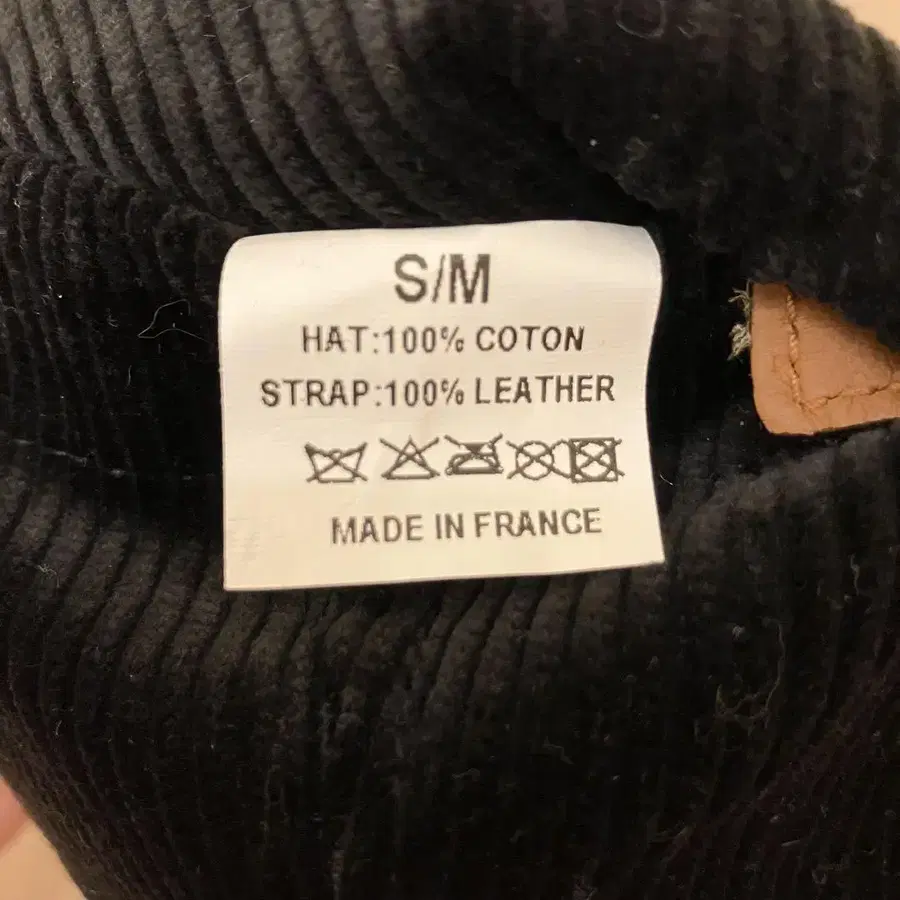 S/M
HAT:100% COTON
STRAP:100% LEATHER
MADE IN FRANCE